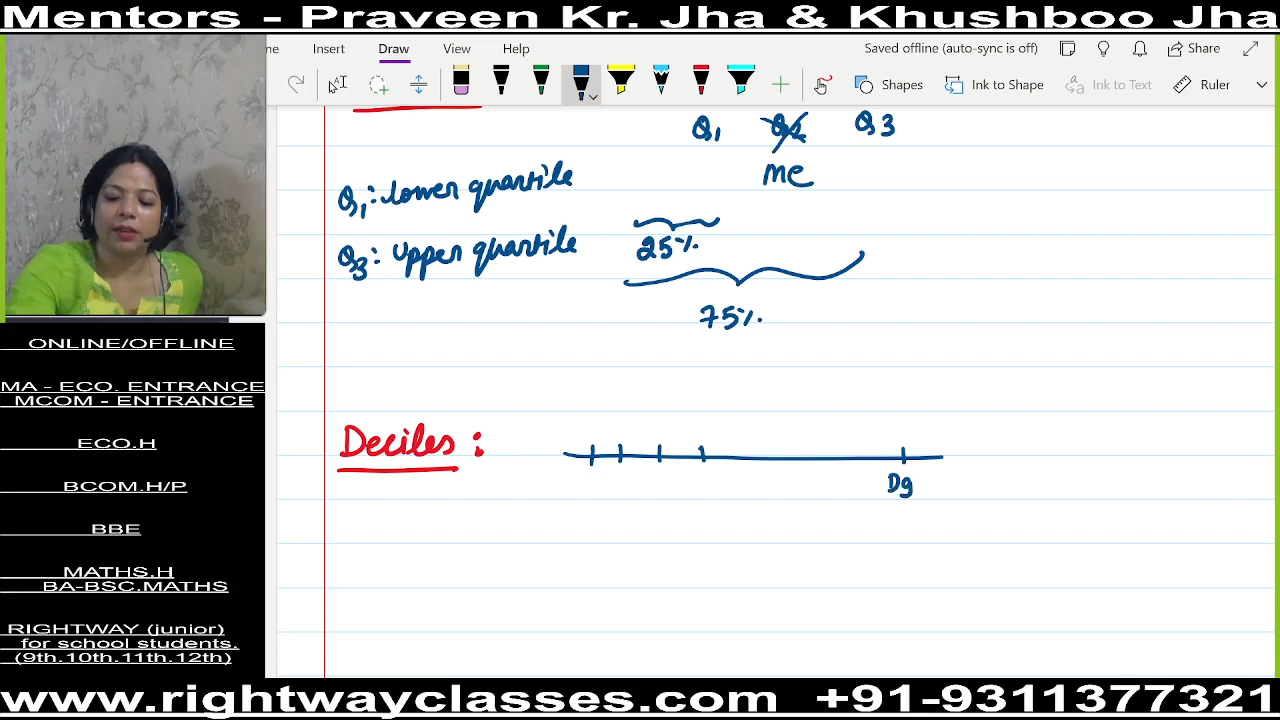 Mentors - Praveen Kr. Jha & Khushboo Jha
me Insert Draw View Help Saved offline (auto-sync is off) Share
Shapes Ink to Shape Ink to Text Ruler
Q1 Q2 Q3
me
Q1: lower quartile
Q3: Upper quartile 25%
75%
Deciles:
D9
ONLINE/OFFLINE
MA - ECO. ENTRANCE
MCOM - ENTRANCE
ECO.H
BCOM.H/P
BBE
MATHS.H
BA-BSC.MATHS
RIGHTWAY (junior)
for school students.
(9th.10th.11th.12th)
www.rightwayclasses.com +91-9311377321